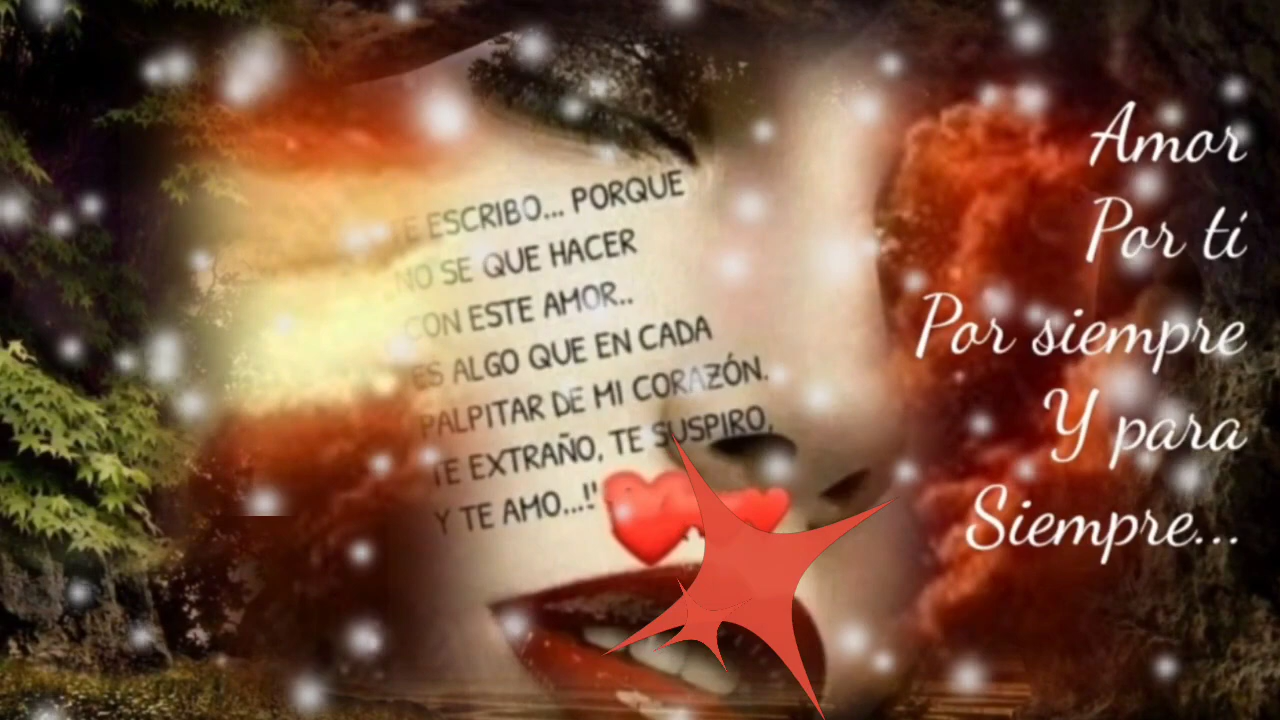 TE ESCRIBO... PORQUE
NO SE QUE HACER
CON ESTE AMOR..
ES ALGO QUE EN CADA
PALPITAR DE MI CORAZÓN.
TE EXTRAÑO, TE SUSPIRO,
Y TE AMO...!!
Amor
Por ti
Por siempre
Y para
Siempre...